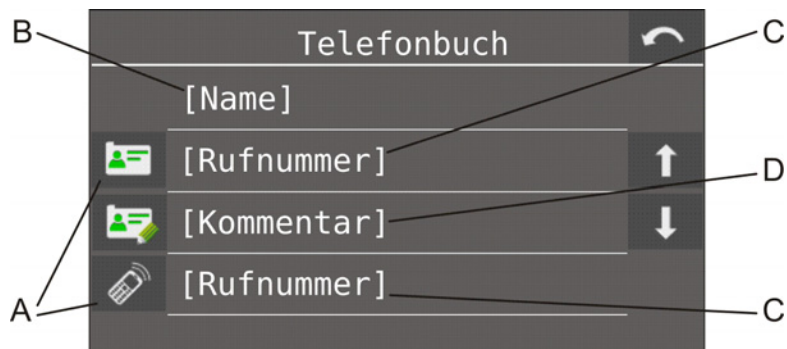 Telefonbuch
B
C
[Name]
[Rufnummer]
D
[Kommentar]
[Rufnummer]
A
C